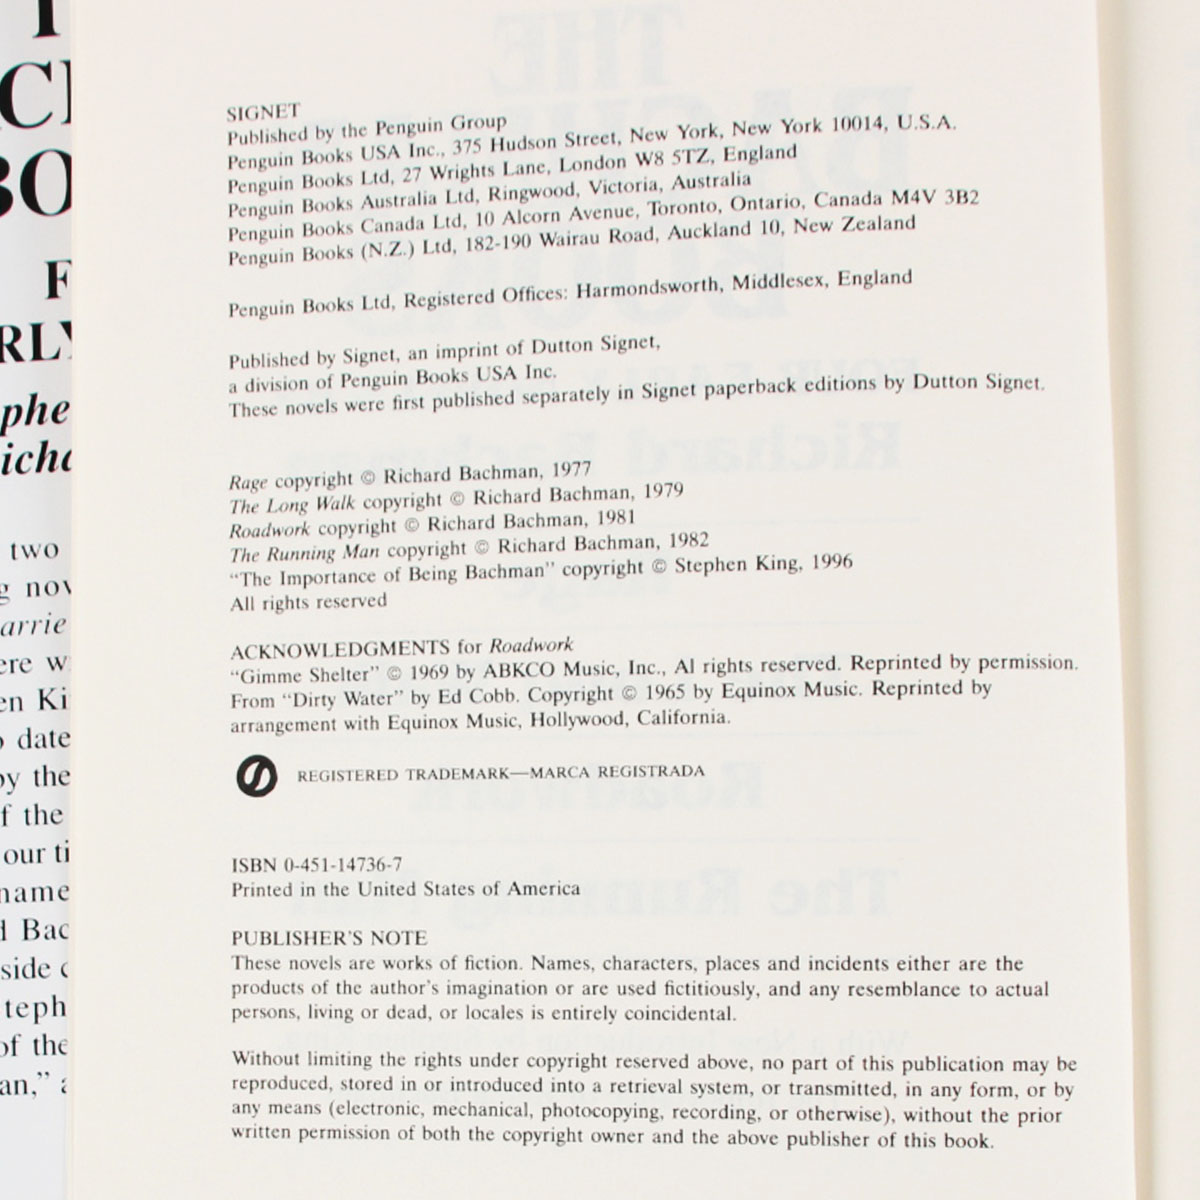 SIGNET
Published by the Penguin Group
Penguin Books USA Inc., 375 Hudson Street, New York, New York 10014, U.S.A.
Penguin Books Ltd, 27 Wrights Lane, London W8 5TZ, England
Penguin Books Australia Ltd, Ringwood, Victoria, Australia
Penguin Books Canada Ltd, 10 Alcorn Avenue, Toronto, Ontario, Canada M4V 3B2
Penguin Books (N.Z.) Ltd, 182-190 Wairau Road, Auckland 10, New Zealand
Penguin Books Ltd, Registered Offices: Harmondsworth, Middlesex, England
Published by Signet, an imprint of Dutton Signet,
a division of Penguin Books USA Inc.
These novels were first published separately in Signet paperback editions by Dutton Signet.
Rage copyright © Richard Bachman, 1977
The Long Walk copyright © Richard Bachman, 1979
Roadwork copyright © Richard Bachman, 1981
The Running Man copyright © Richard Bachman, 1982
“The Importance of Being Bachman” copyright © Stephen King, 1996
All rights reserved
ACKNOWLEDGMENTS for Roadwork
“Gimme Shelter” © 1969 by ABKCO Music, Inc., Al rights reserved. Reprinted by permission.
From “Dirty Water” by Ed Cobb. Copyright © 1965 by Equinox Music. Reprinted by
arrangement with Equinox Music, Hollywood, California.
REGISTERED TRADEMARK—MARCA REGISTRADA
ISBN 0-451-14736-7
Printed in the United States of America
PUBLISHER'S NOTE
These novels are works of fiction. Names, characters, places and incidents either are the
products of the author's imagination or are used fictitiously, and any resemblance to actual
persons, living or dead, or locales is entirely coincidental.
Without limiting the rights under copyright reserved above, no part of this publication may be
reproduced, stored in or introduced into a retrieval system, or transmitted, in any form, or by
any means (electronic, mechanical, photocopying, recording, or otherwise), without the prior
written permission of both the copyright owner and the above publisher of this book.
two
by the
of the
our
name
side
of the